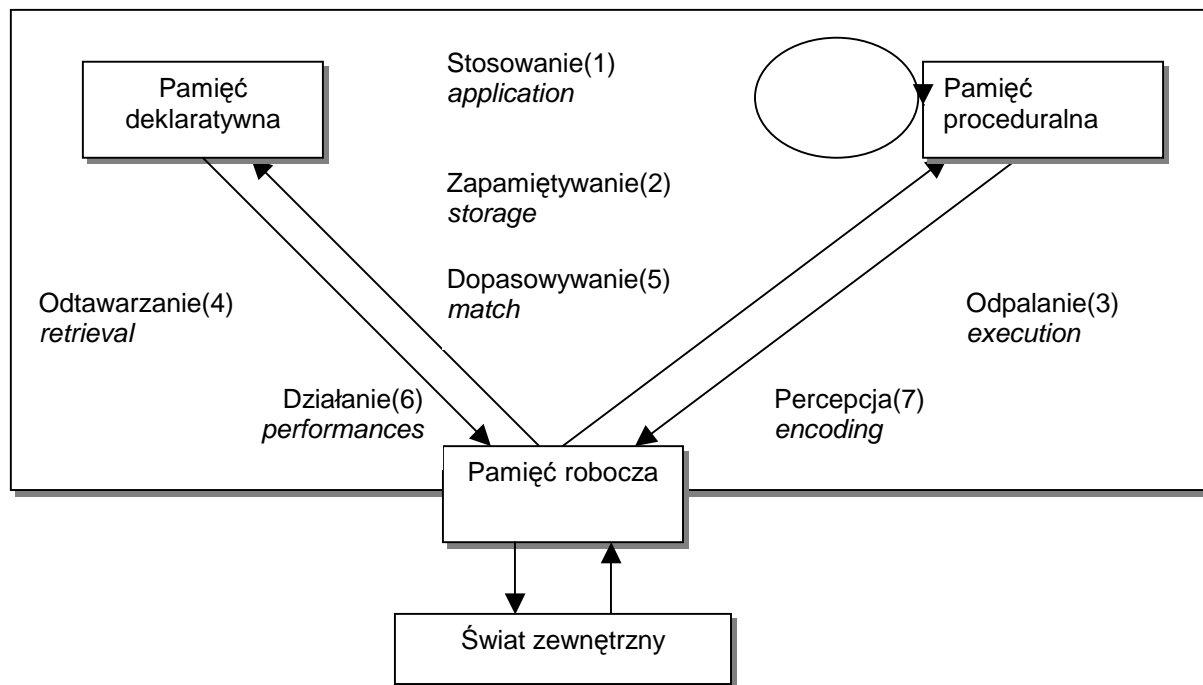 Stosowanie(1)
application
Pamięć
deklaratywna
Pamięć
proceduralna
Zapamiętywanie(2)
storage
Dopasowywanie(5)
match
Odtawarzanie(4)
retrieval
Odpalanie(3)
execution
Działanie(6)
performances
Percepcja(7)
encoding
Pamięć robocza
Świat zewnętrzny